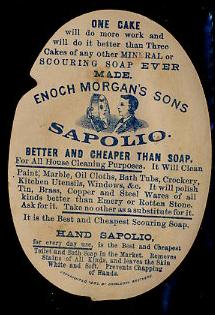 ONE CAKE
will do more work and
will do it better than Three
Cakes of any other MINERAL or
SCOURING SOAP EVER
MADE.
ENOCH MORGAN'S SONS
SAPOLIO.
BETTER AND CHEAPER THAN SOAP.
For All House Cleaning Purposes. It Will Clean
Paint, Marble, Oil Cloths, Bath Tubs, Crockery,
Kitchen Utensils, Windows, &c. It will polish
Tin, Brass, Copper and Steel Wares of all
kinds better than Emery or Rotten Stone.
Ask for it. Take no other as a substitute for it.
It is the Best and Cheapest Scouring Soap.
HAND SAPOLIO,
for every day use, is the Best and Cheapest
Toilet and Bath Soap in the Market. Removes
Stains of All Kinds, and Leaves the Skin
White and Soft. Prevents Chapping
of Hands.